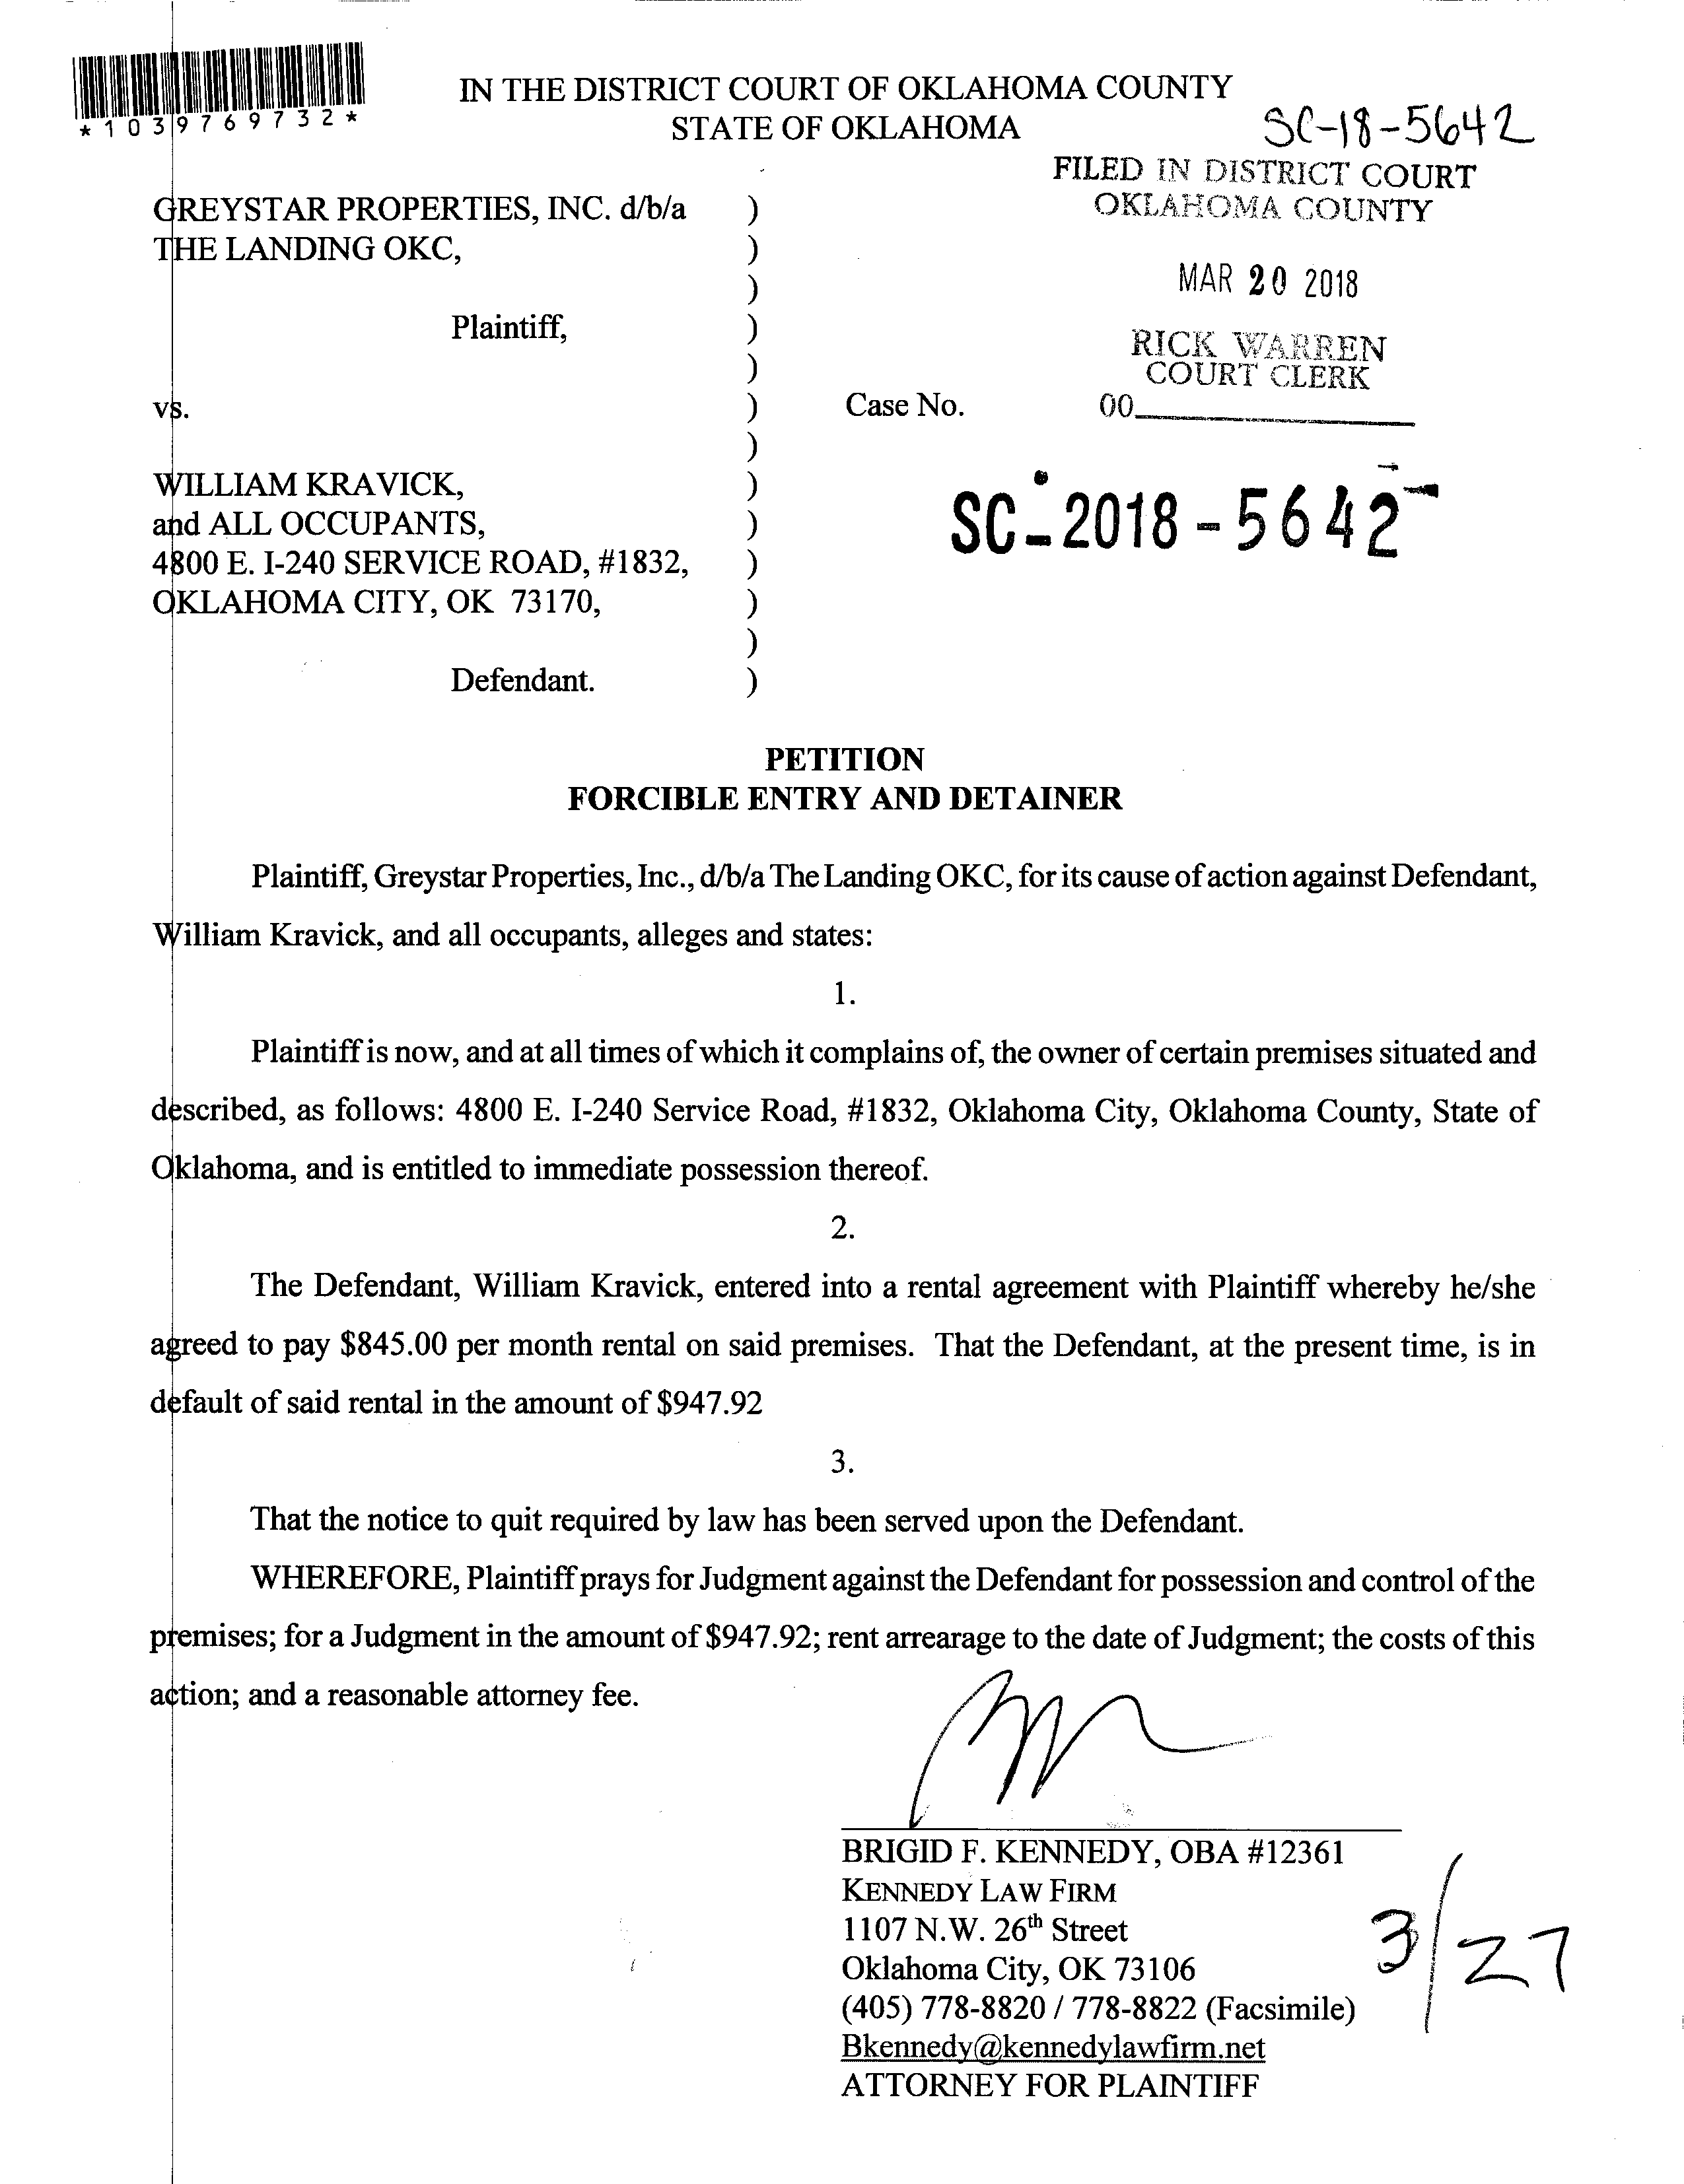 *1039769732*
IN THE DISTRICT COURT OF OKLAHOMA COUNTY
STATE OF OKLAHOMA
SC-18-5642
FILED IN DISTRICT COURT
OKLAHOMA COUNTY
MAR 20 2018
RICK WARREN
COURT CLERK
00
GREYSTAR PROPERTIES, INC. d/b/a )
THE LANDING OKC, )
)
Plaintiff, )
)
vs. ) Case No.
)
WILLIAM KRAVICK, )
and ALL OCCUPANTS, )
4800 E. I-240 SERVICE ROAD, #1832, )
OKLAHOMA CITY, OK 73170, )
)
Defendant. )
SC-2018-5642
PETITION
FORCIBLE ENTRY AND DETAINER
Plaintiff, Greystar Properties, Inc., d/b/a The Landing OKC, for its cause of action against Defendant,
William Kravick, and all occupants, alleges and states:
1.
Plaintiff is now, and at all times of which it complains of, the owner of certain premises situated and
described, as follows: 4800 E. I-240 Service Road, #1832, Oklahoma City, Oklahoma County, State of
Oklahoma, and is entitled to immediate possession thereof.
2.
The Defendant, William Kravick, entered into a rental agreement with Plaintiff whereby he/she
agreed to pay $845.00 per month rental on said premises. That the Defendant, at the present time, is in
default of said rental in the amount of $947.92
3.
That the notice to quit required by law has been served upon the Defendant.
WHEREFORE, Plaintiff prays for Judgment against the Defendant for possession and control of the
premises; for a Judgment in the amount of $947.92; rent arrearage to the date of Judgment; the costs of this
action; and a reasonable attorney fee.
BRIGID F. KENNEDY, OBA #12361
KENNEDY LAW FIRM
1107 N.W. 26th Street
Oklahoma City, OK 73106
(405) 778-8820 / 778-8822 (Facsimile)
Bkennedy@kennedylawfirm.net
ATTORNEY FOR PLAINTIFF
3/27